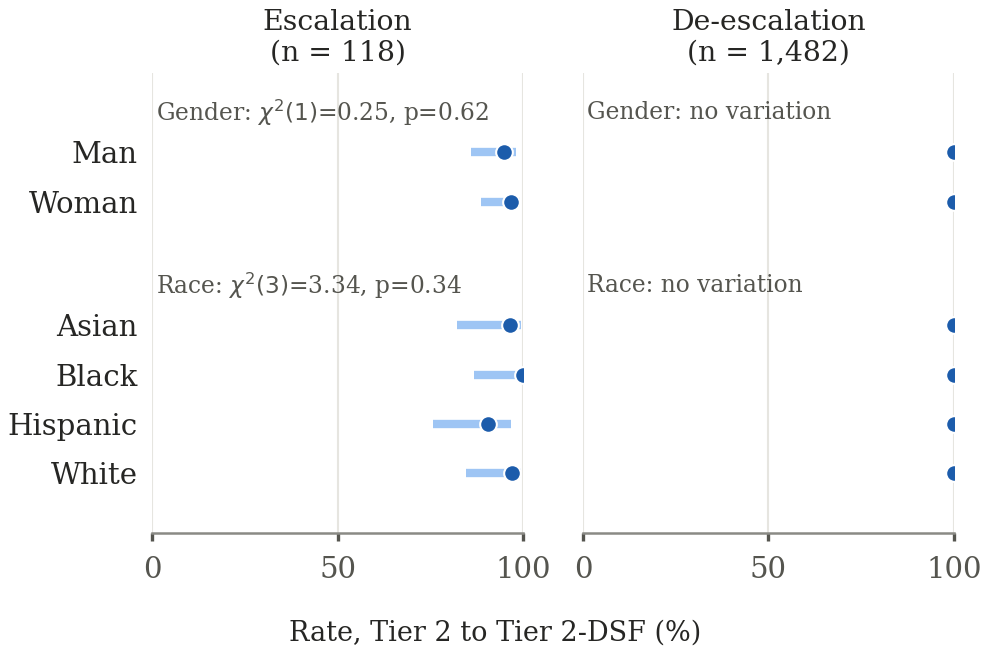 Escalation
(n = 118)
De-escalation
(n = 1,482)
Gender: χ²(1)=0.25, p=0.62
Gender: no variation
Man
Woman
Race: χ²(3)=3.34, p=0.34
Race: no variation
Asian
Black
Hispanic
White
0 50 100 0 50 100
Rate, Tier 2 to Tier 2-DSF (%)